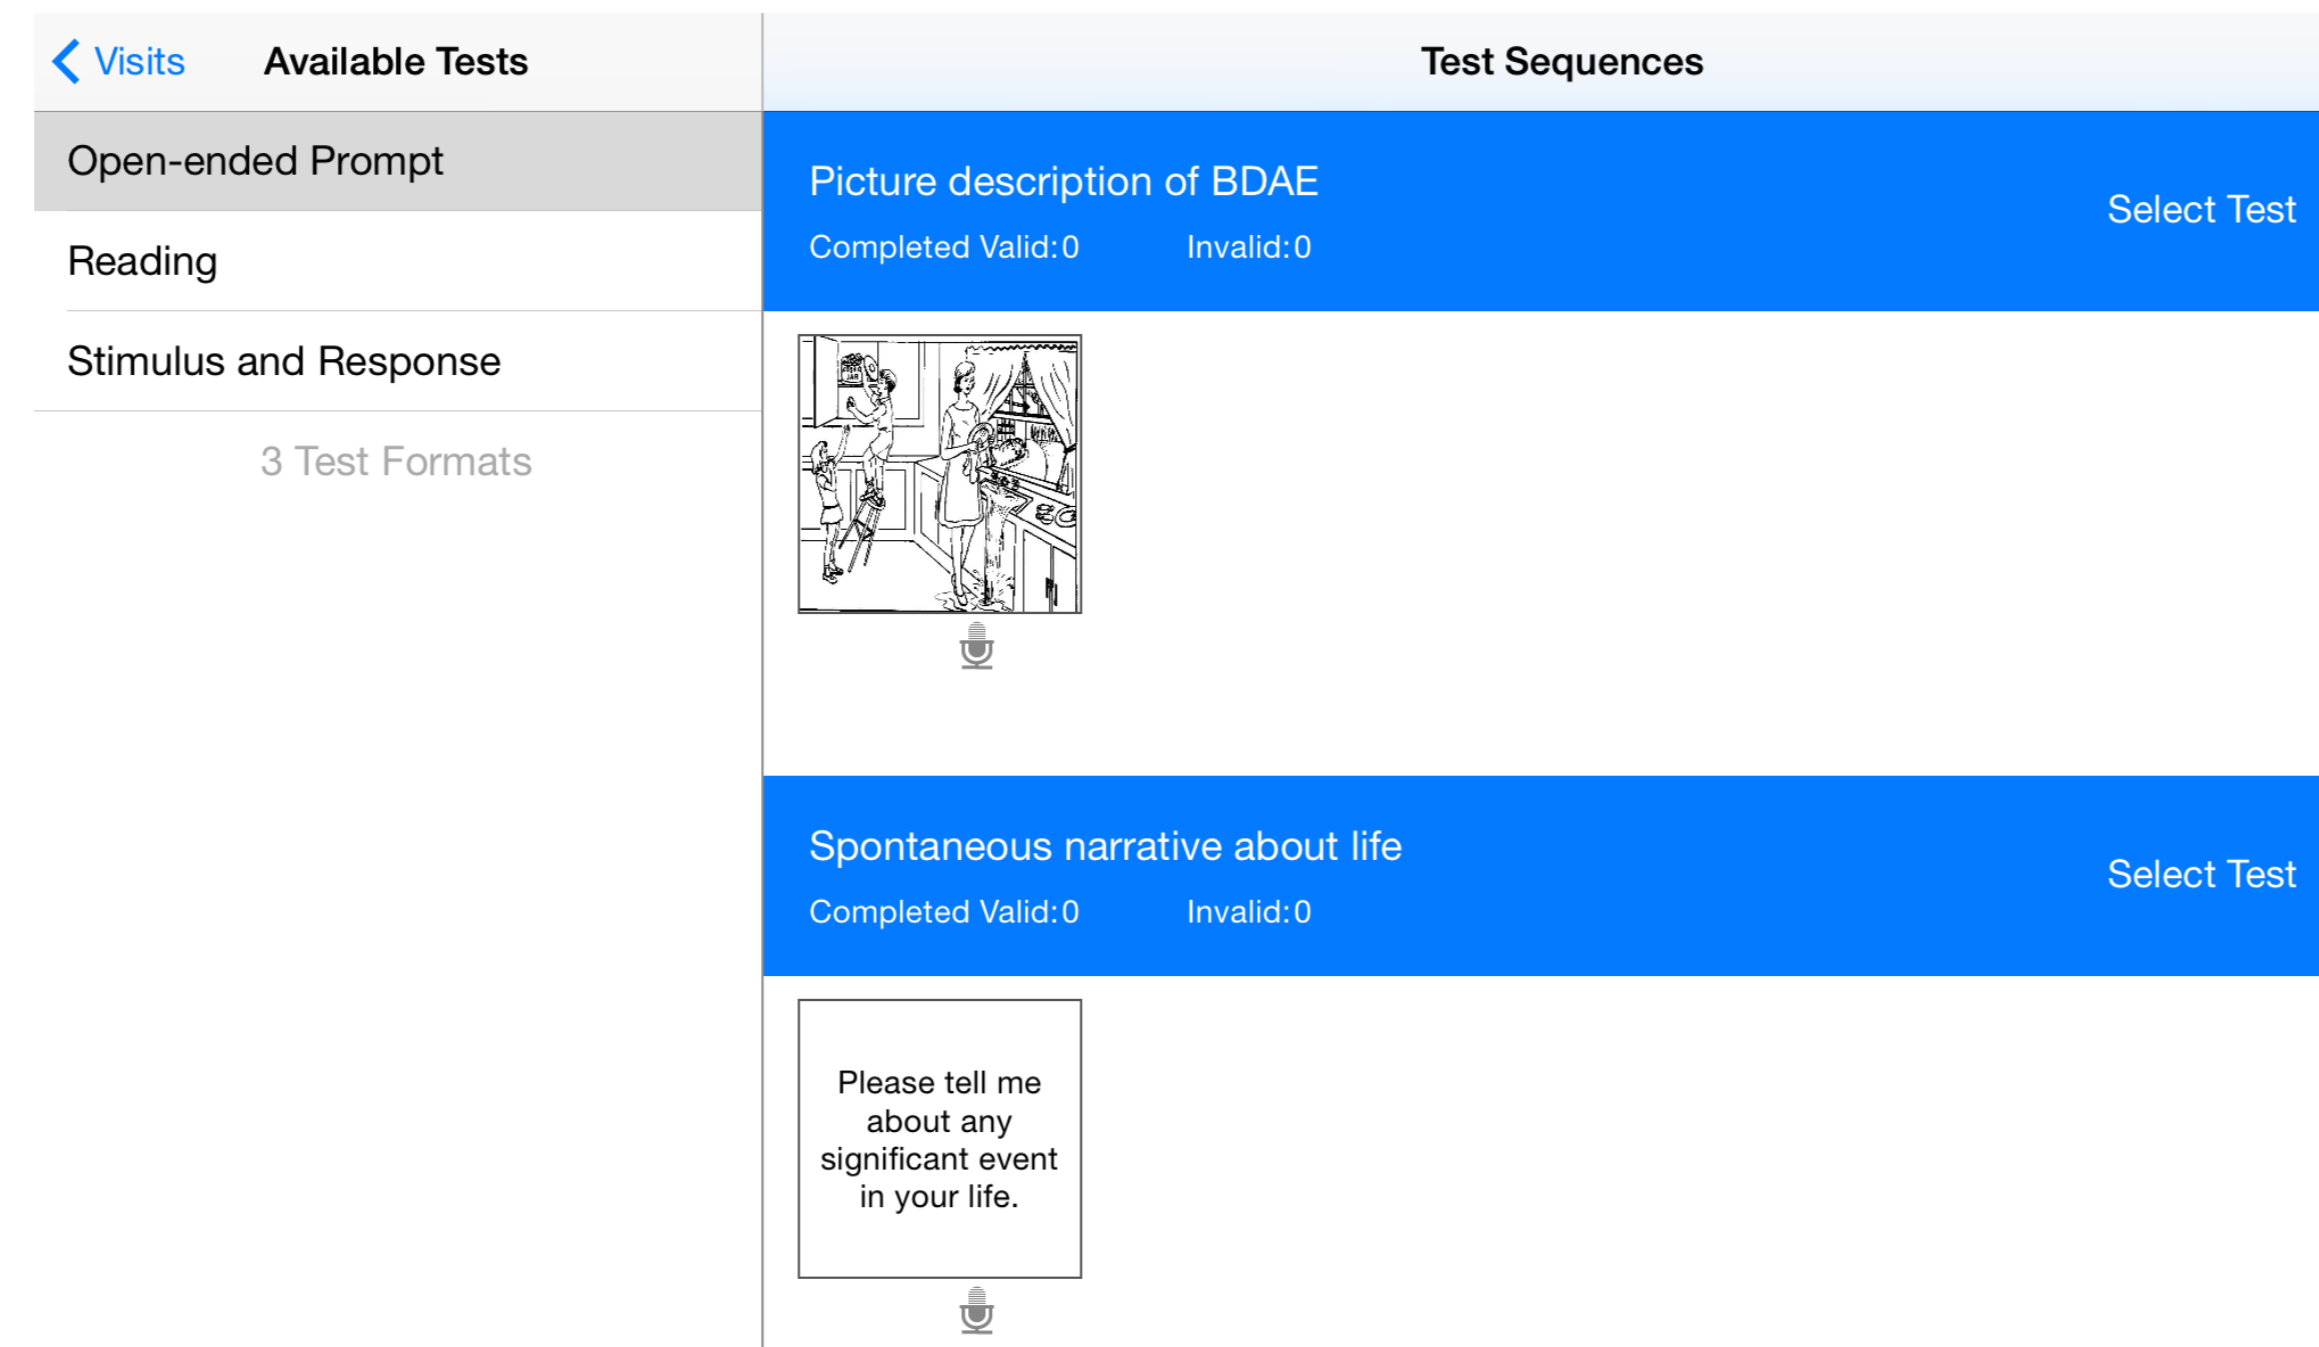 Visits
Available Tests
Open-ended Prompt
Reading
Stimulus and Response
3 Test Formats
Test Sequences
Picture description of BDAE
Completed Valid:0 Invalid:0
Select Test
JAR
Spontaneous narrative about life
Completed Valid:0 Invalid:0
Select Test
Please tell me
about any
significant event
in your life.